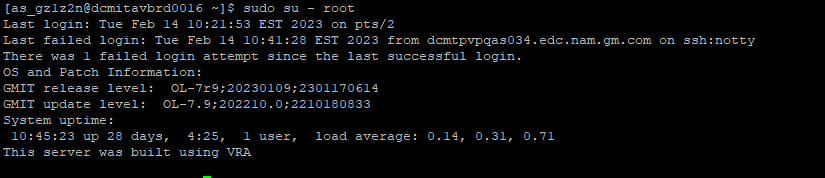 [as_gz1z2n@dcmitavbrd0016 ~]$ sudo su - root
Last login: Tue Feb 14 10:21:53 EST 2023 on pts/2
Last failed login: Tue Feb 14 10:41:28 EST 2023 from dcmtpvpqas034.edc.nam.gm.com on ssh:notty
There was 1 failed login attempt since the last successful login.
OS and Patch Information:
GMIT release level:  OL-7r9;20230109;2301170614
GMIT update level:  OL-7.9;202210.0;2210180833
System uptime:
 10:45:23 up 28 days,  4:25,  1 user,  load average: 0.14, 0.31, 0.71
This server was built using VRA